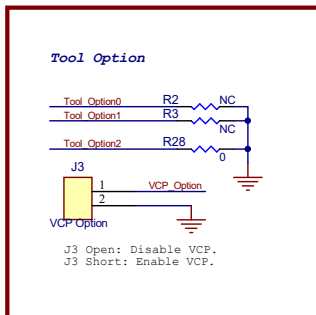 Tool Option
Tool_Option0 R2 NC
Tool_Option1 R3 NC
Tool_Option2 R28 0
J3
1 VCP_Option
2
VCP Option
J3 Open: Disable VCP.
J3 Short: Enable VCP.